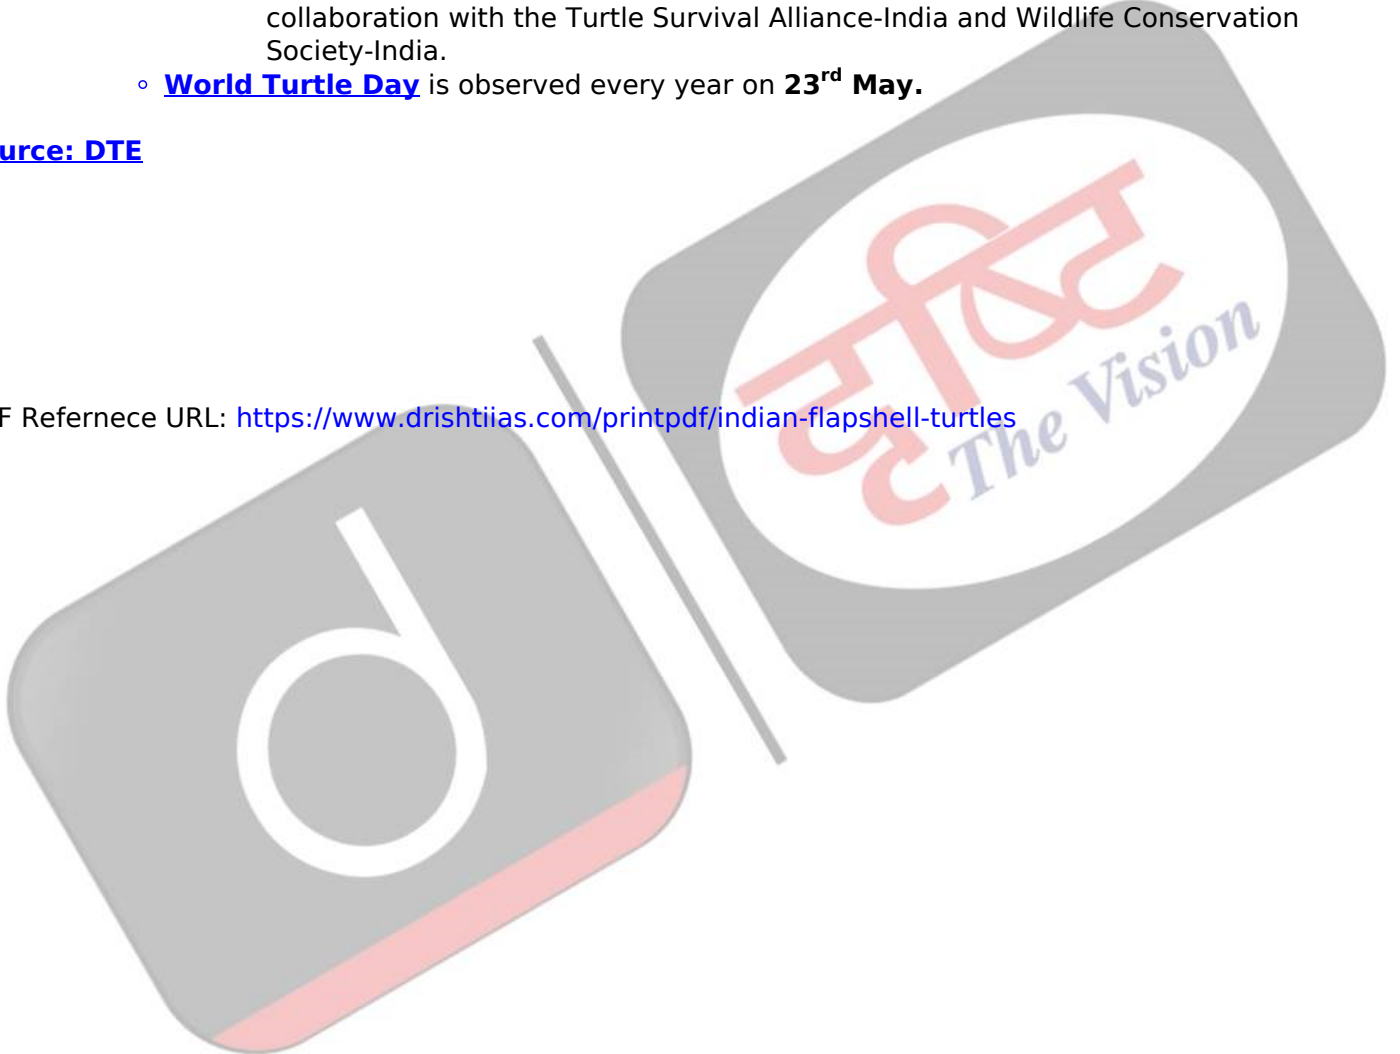 collaboration with the Turtle Survival Alliance-India and Wildlife Conservation
Society-India.
World Turtle Day is observed every year on 23rd May.
urce: DTE
F Refernece URL: https://www.drishtiias.com/printpdf/indian-flapshell-turtles
दृष्टि
The Vision
d